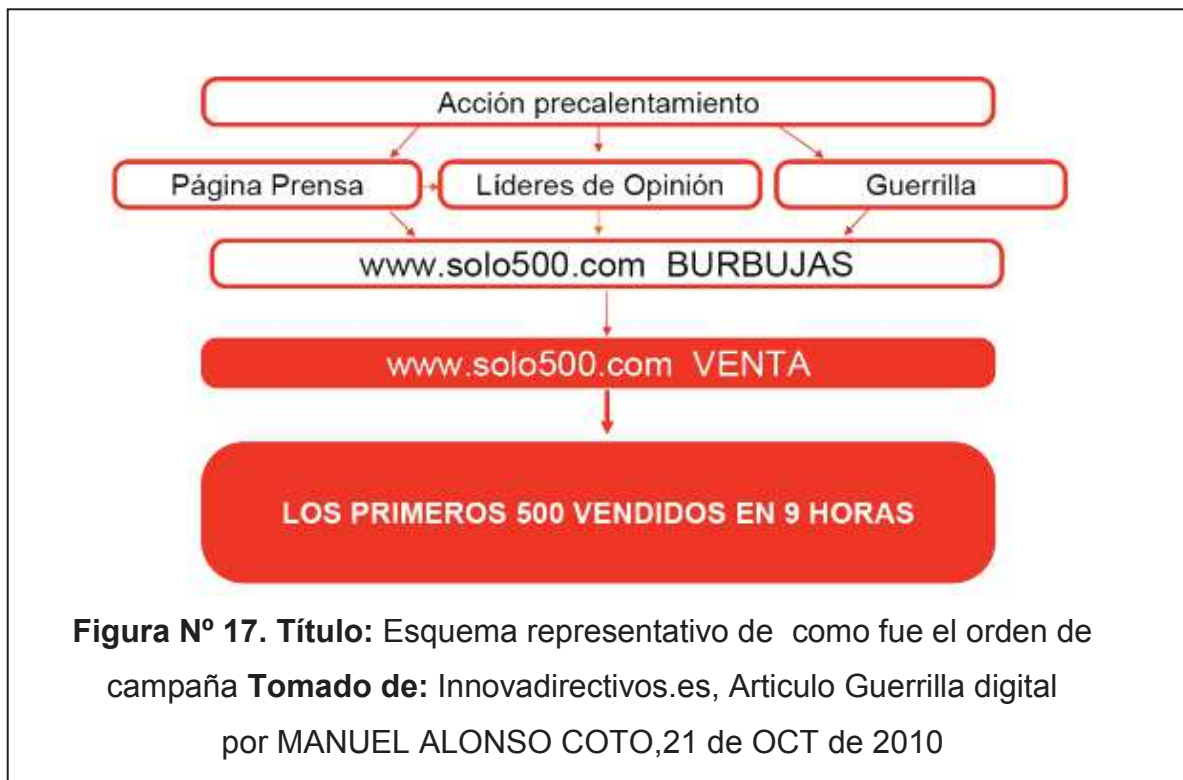 Acción precalentamiento
Página Prensa
Líderes de Opinión
Guerrilla
www.solo500.com BURBUJAS
www.solo500.com VENTA
LOS PRIMEROS 500 VENDIDOS EN 9 HORAS
Figura Nº 17. Título: Esquema representativo de como fue el orden de
campaña Tomado de: Innovadirectivos.es, Articulo Guerrilla digital
por MANUEL ALONSO COTO,21 de OCT de 2010